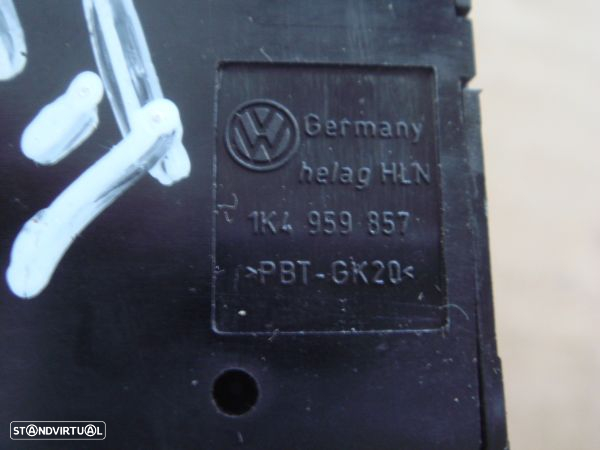 Germany
helag HLN
1K4 959 857
>PBT-GK20<
STANDVIRTUAL